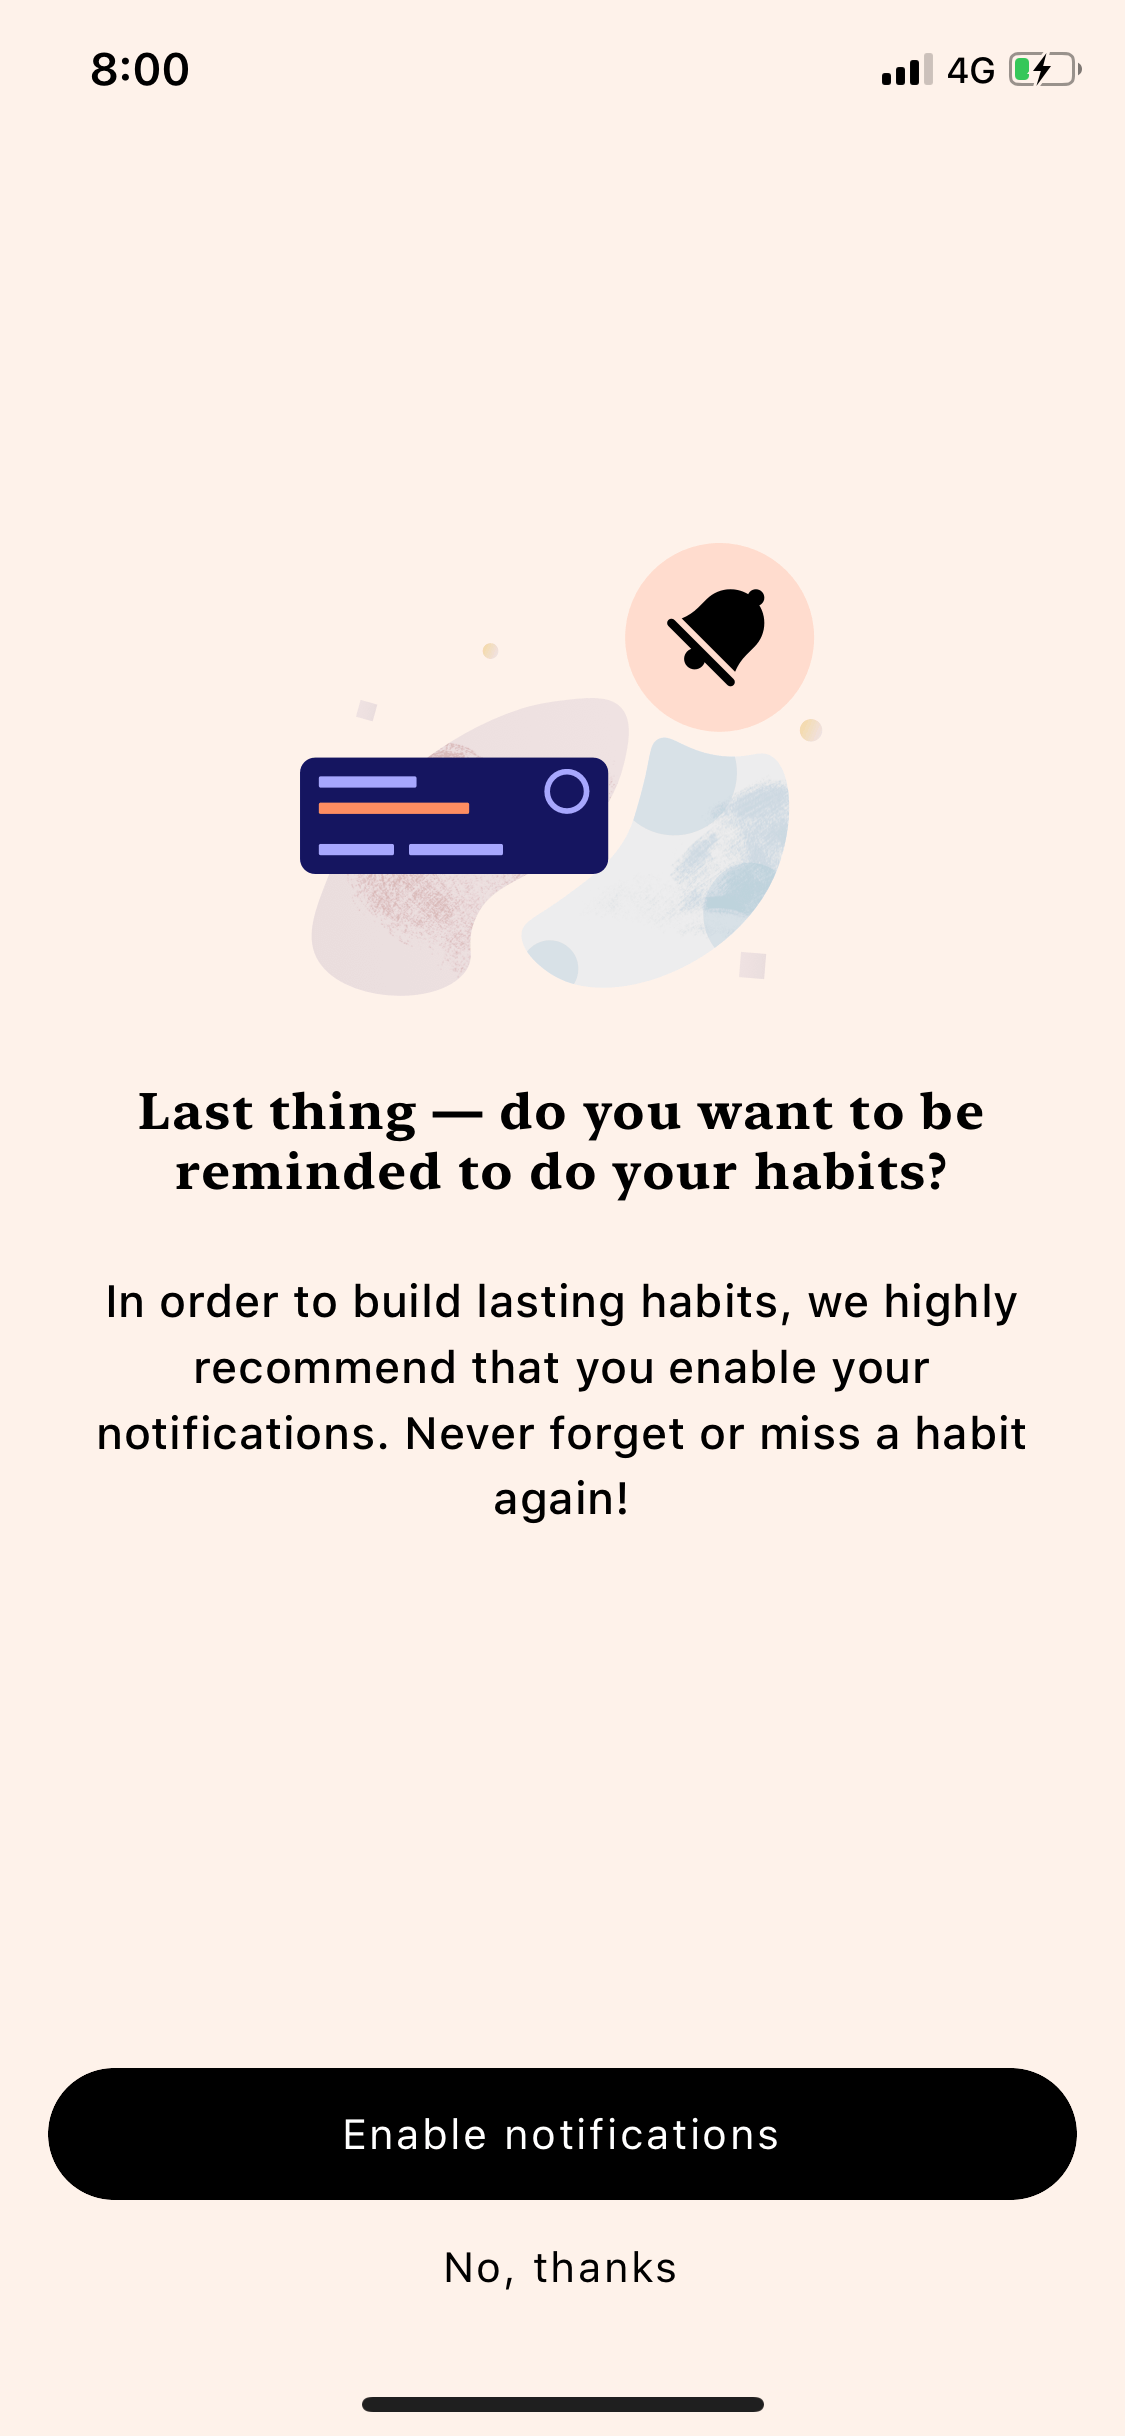 8:00
4G
Last thing — do you want to be
reminded to do your habits?
In order to build lasting habits, we highly
recommend that you enable your
notifications. Never forget or miss a habit
again!
Enable notifications
No, thanks